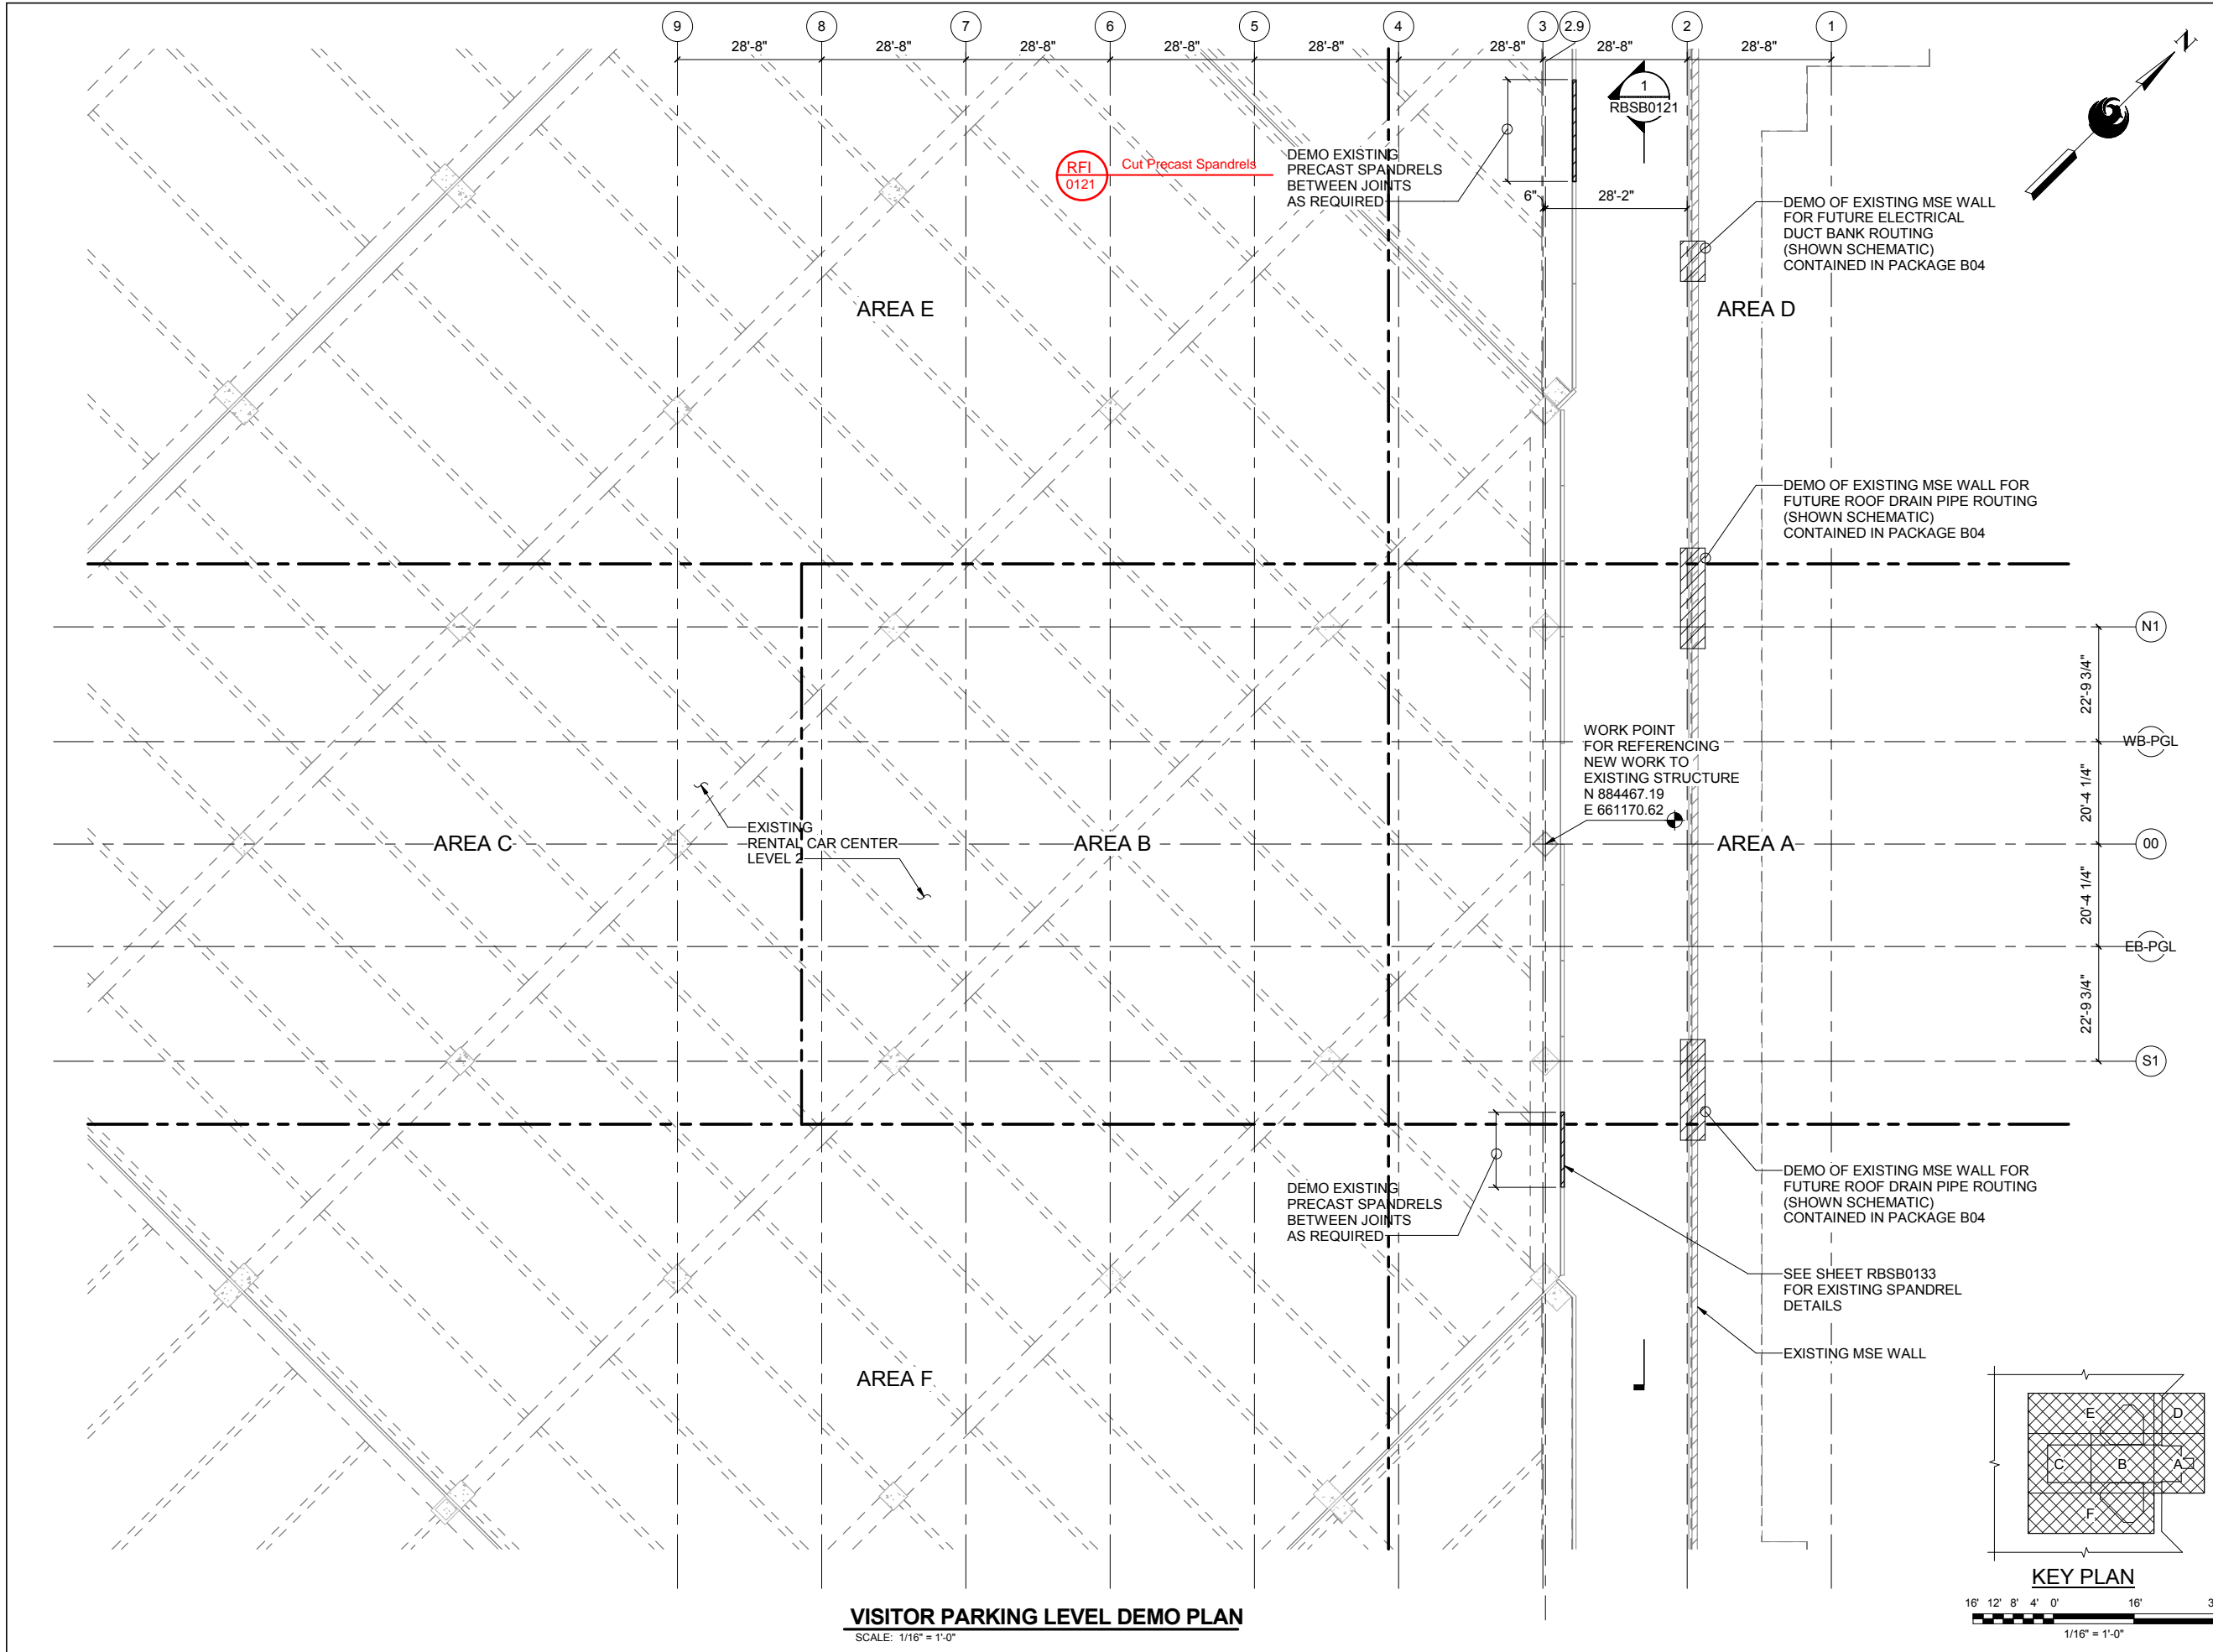 9 8 7 6 5 4 3 2.9 2 1
28'-8" 28'-8" 28'-8" 28'-8" 28'-8" 28'-8" 28'-8" 28'-8"
N
1
RBSB0121
RFI
0121
Cut Precast Spandrels
DEMO EXISTING
PRECAST SPANDRELS
BETWEEN JOINTS
AS REQUIRED
6" 28'-2"
DEMO OF EXISTING MSE WALL
FOR FUTURE ELECTRICAL
DUCT BANK ROUTING
(SHOWN SCHEMATIC)
CONTAINED IN PACKAGE B04
AREA E
AREA D
DEMO OF EXISTING MSE WALL FOR
FUTURE ROOF DRAIN PIPE ROUTING
(SHOWN SCHEMATIC)
CONTAINED IN PACKAGE B04
N1
22'-9 3/4"
WB-PGL
20'-4 1/4"
00
20'-4 1/4"
EB-PGL
22'-9 3/4"
S1
WORK POINT
FOR REFERENCING
NEW WORK TO
EXISTING STRUCTURE
N 884467.19
E 661170.62
AREA C
EXISTING
RENTAL CAR CENTER
LEVEL 2
AREA B
AREA A
DEMO EXISTING
PRECAST SPANDRELS
BETWEEN JOINTS
AS REQUIRED
DEMO OF EXISTING MSE WALL FOR
FUTURE ROOF DRAIN PIPE ROUTING
(SHOWN SCHEMATIC)
CONTAINED IN PACKAGE B04
SEE SHEET RBSB0133
FOR EXISTING SPANDREL
DETAILS
EXISTING MSE WALL
AREA F
E D
C B A
F
KEY PLAN
16' 12' 8' 4' 0' 16'
1/16" = 1'-0"
VISITOR PARKING LEVEL DEMO PLAN
SCALE: 1/16" = 1'-0"